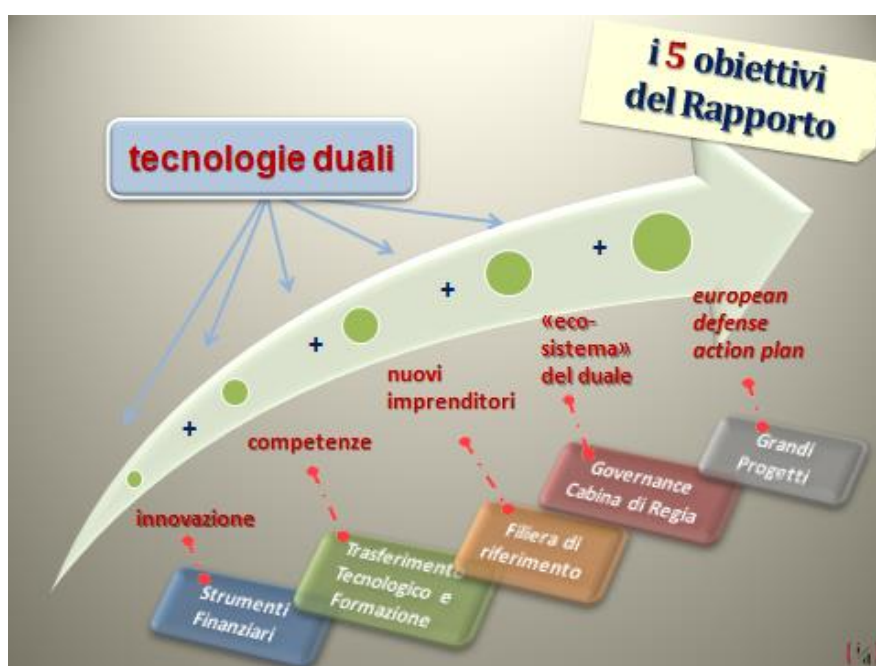 i 5 obiettivi
del Rapporto
tecnologie duali
+
+
+
+
european
defense
action plan
«eco-
sistema»
del duale
nuovi
imprenditori
competenze
innovazione
Grandi
Progetti
Governance
Cabina di Regia
Filiera di
riferimento
Trasferimento
Tecnologico e
Formazione
Strumenti
Finanziari